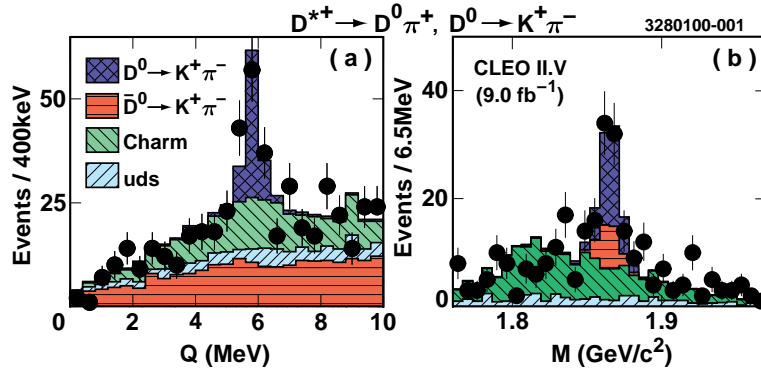 D*+→D⁰π+, D⁰→K+π−
3280100-001
(a)
D⁰→K+π−
D̄⁰→K+π−
Charm
uds
Events / 400keV
50
25
0 2 4 6 8 10
Q (MeV)
(b)
CLEO II.V
(9.0 fb⁻¹)
Events / 6.5MeV
40
20
0
1.8 1.9
M (GeV/c²)